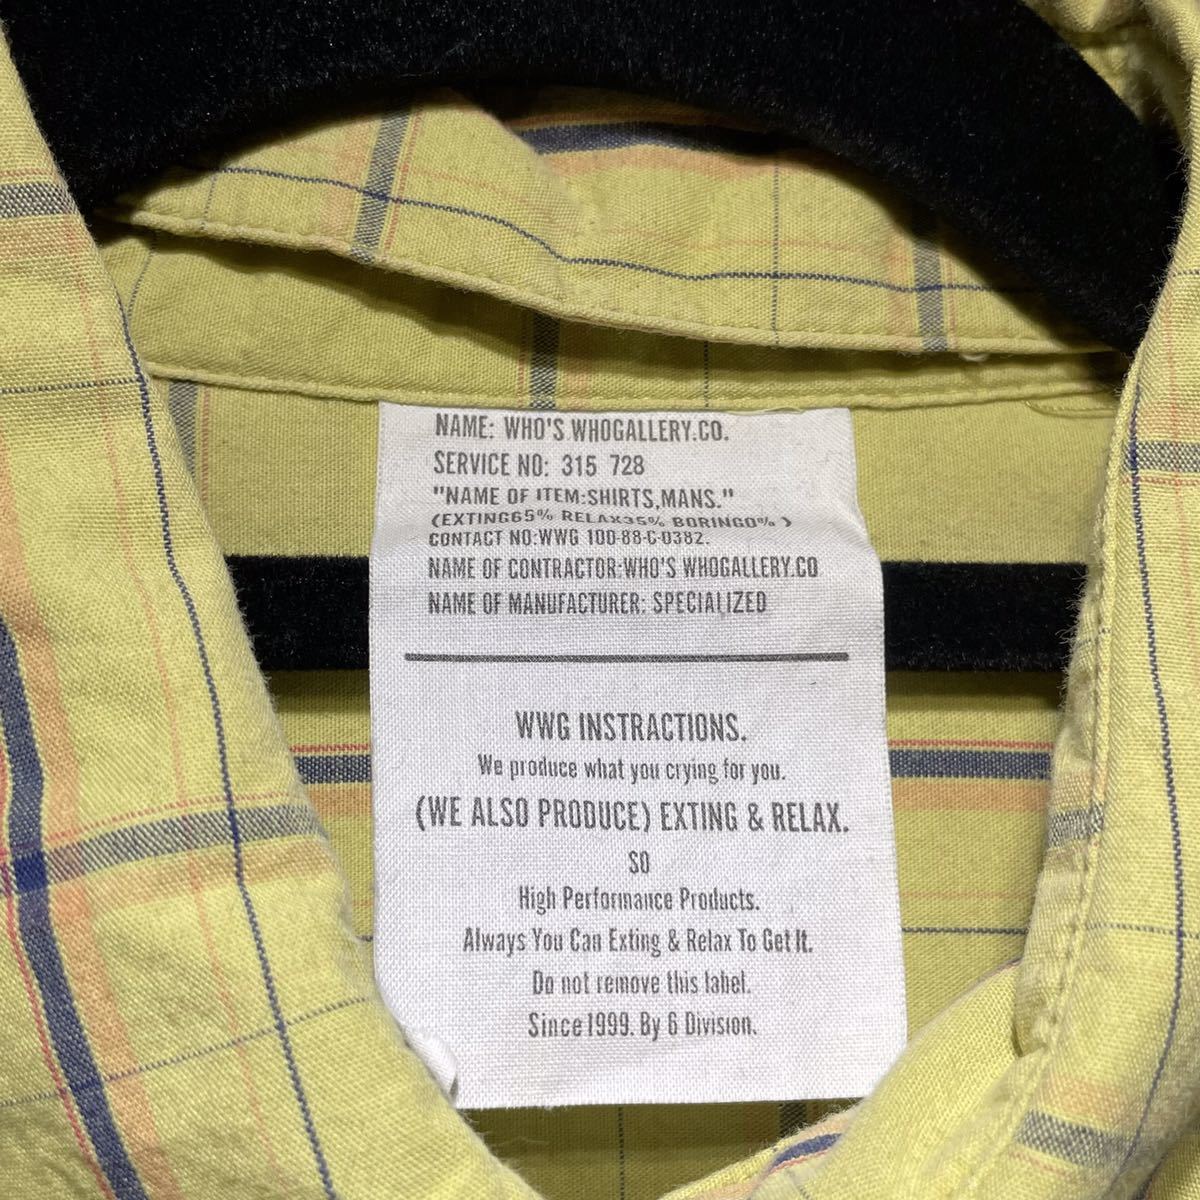 NAME: WHO'S WHOGALLERY.CO.
SERVICE NO: 315 728
"NAME OF ITEM:SHIRTS,MANS."
(EXTING65% RELAX35% BORING0%)
CONTACT NO:WWG 100-88-C-0382.
NAME OF CONTRACTOR:WHO'S WHOGALLERY.CO
NAME OF MANUFACTURER: SPECIALIZED
WWG INSTRACTIONS.
We produce what you crying for you.
(WE ALSO PRODUCE) EXTING & RELAX.
SO
High Performance Products.
Always You Can Exting & Relax To Get It.
Do not remove this label.
Since 1999. By 6 Division.